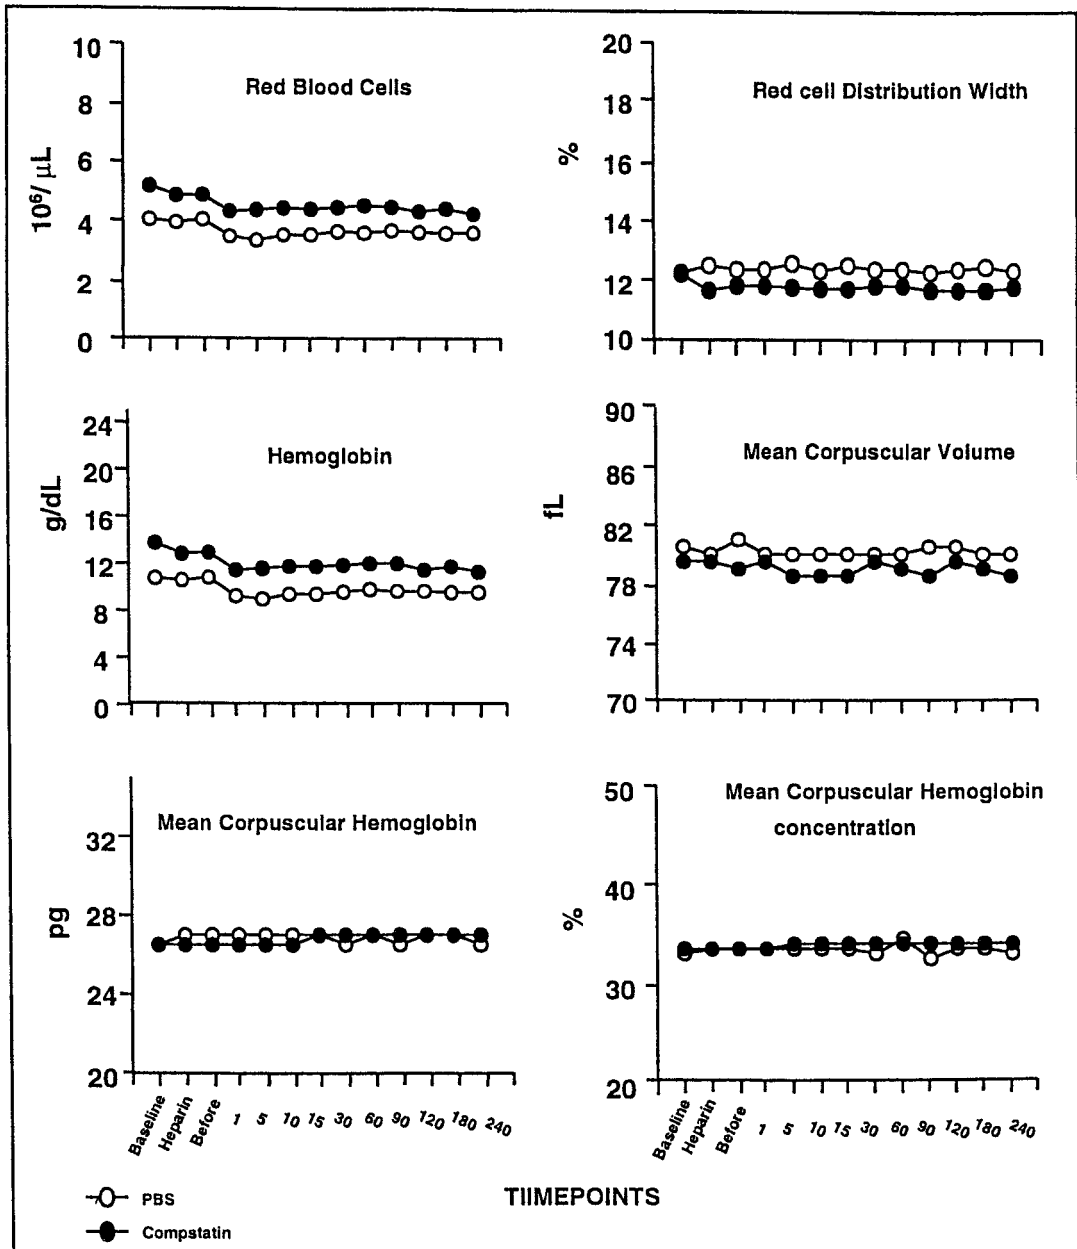 Red Blood Cells
10
8
6
4
2
0
10⁶/ μL
Red cell Distribution Width
20
18
16
14
12
10
%
Hemoglobin
24
20
16
12
8
4
0
g/dL
Mean Corpuscular Volume
90
86
82
78
74
70
fL
Mean Corpuscular Hemoglobin
32
28
24
20
pg
Baseline Heparin Before 1 5 10 15 30 60 90 120 180 240
Mean Corpuscular Hemoglobin
concentration
50
40
30
20
%
Baseline Heparin Before 1 5 10 15 30 60 90 120 180 240
TIIMEPOINTS
PBS
Compstatin